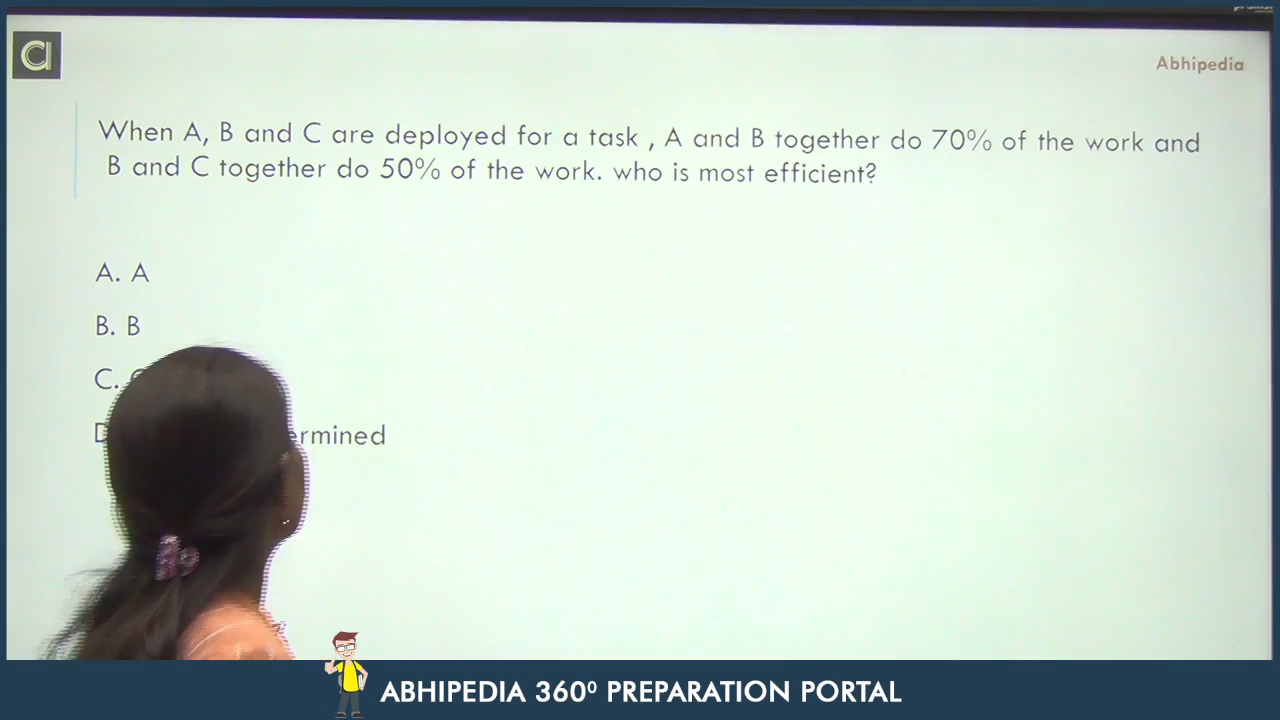 Abhipedia
When A, B and C are deployed for a task , A and B together do 70% of the work and
B and C together do 50% of the work. who is most efficient?
A. A
B. B
C.
ABHIPEDIA 360⁰ PREPARATION PORTAL